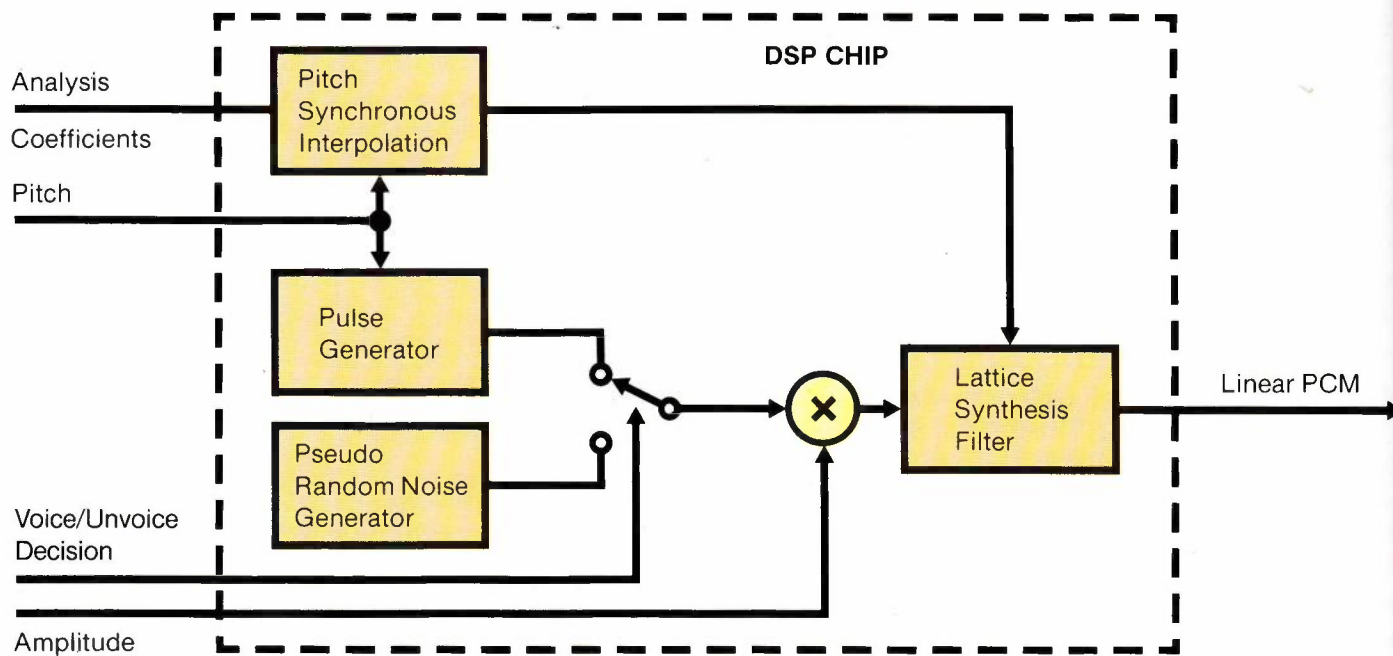 DSP CHIP
Analysis
Coefficients
Pitch
Synchronous
Interpolation
Pitch
Pulse
Generator
Lattice
Synthesis
Filter
Linear PCM
Pseudo
Random Noise
Generator
Voice/Unvoice
Decision
Amplitude